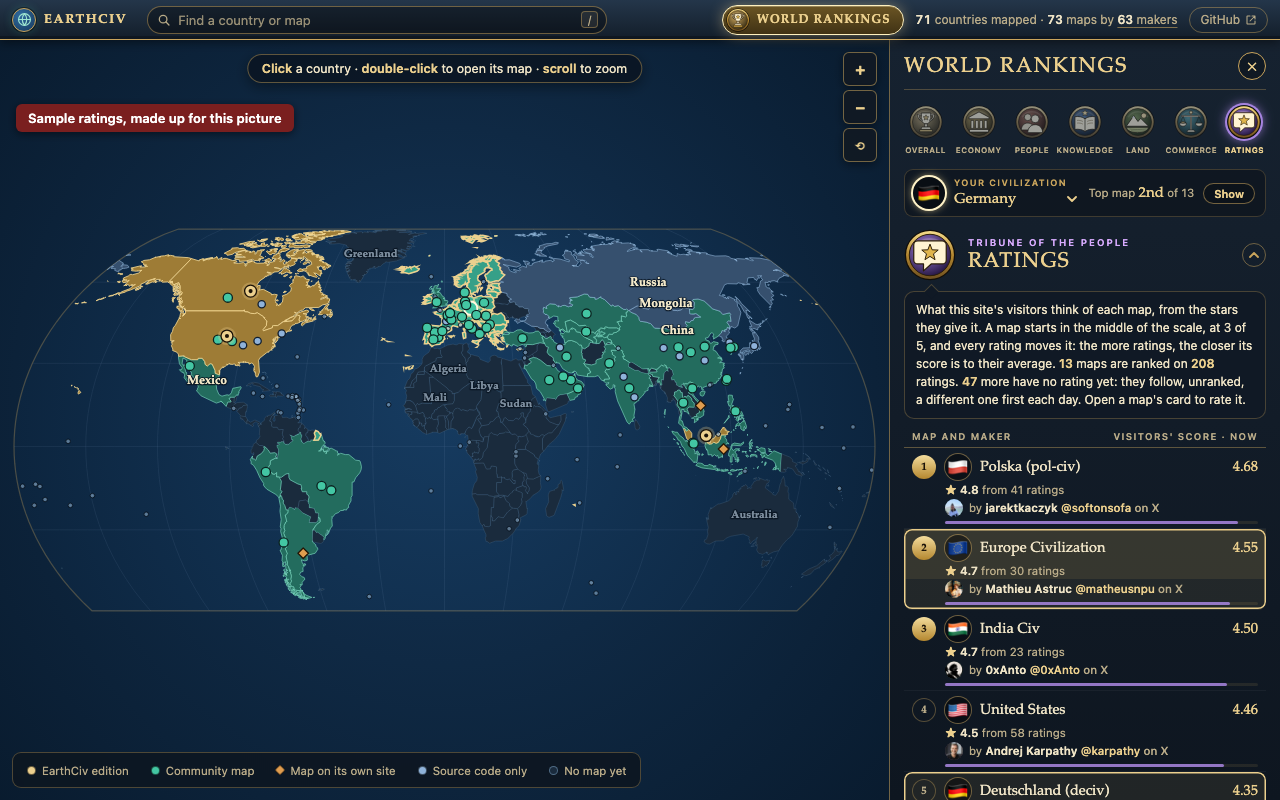 EARTHCIV
Find a country or map
/
WORLD RANKINGS
71 countries mapped · 73 maps by 63 makers
GitHub
Click a country · double-click to open its map · scroll to zoom
+
−
Sample ratings, made up for this picture
Greenland
Russia
Mongolia
China
Mexico
Algeria
Libya
Mali
Sudan
Australia
EarthCiv edition
Community map
Map on its own site
Source code only
No map yet
WORLD RANKINGS
OVERALL
ECONOMY
PEOPLE
KNOWLEDGE
LAND
COMMERCE
RATINGS
YOUR CIVILIZATION
Germany
Top map 2nd of 13
Show
TRIBUNE OF THE PEOPLE
RATINGS
What this site's visitors think of each map, from the stars
they give it. A map starts in the middle of the scale, at 3 of
5, and every rating moves it: the more ratings, the closer its
score is to their average. 13 maps are ranked on 208
ratings. 47 more have no rating yet: they follow, unranked,
a different one first each day. Open a map's card to rate it.
MAP AND MAKER
VISITORS' SCORE · NOW
1 Polska (pol-civ) 4.68
★ 4.8 from 41 ratings
by jarektkaczyk @softonsofa on X
2 Europe Civilization 4.55
★ 4.7 from 30 ratings
by Mathieu Astruc @matheusnpu on X
3 India Civ 4.50
★ 4.7 from 23 ratings
by 0xAnto @0xAnto on X
4 United States 4.46
★ 4.5 from 58 ratings
by Andrej Karpathy @karpathy on X
5 Deutschland (deciv) 4.35